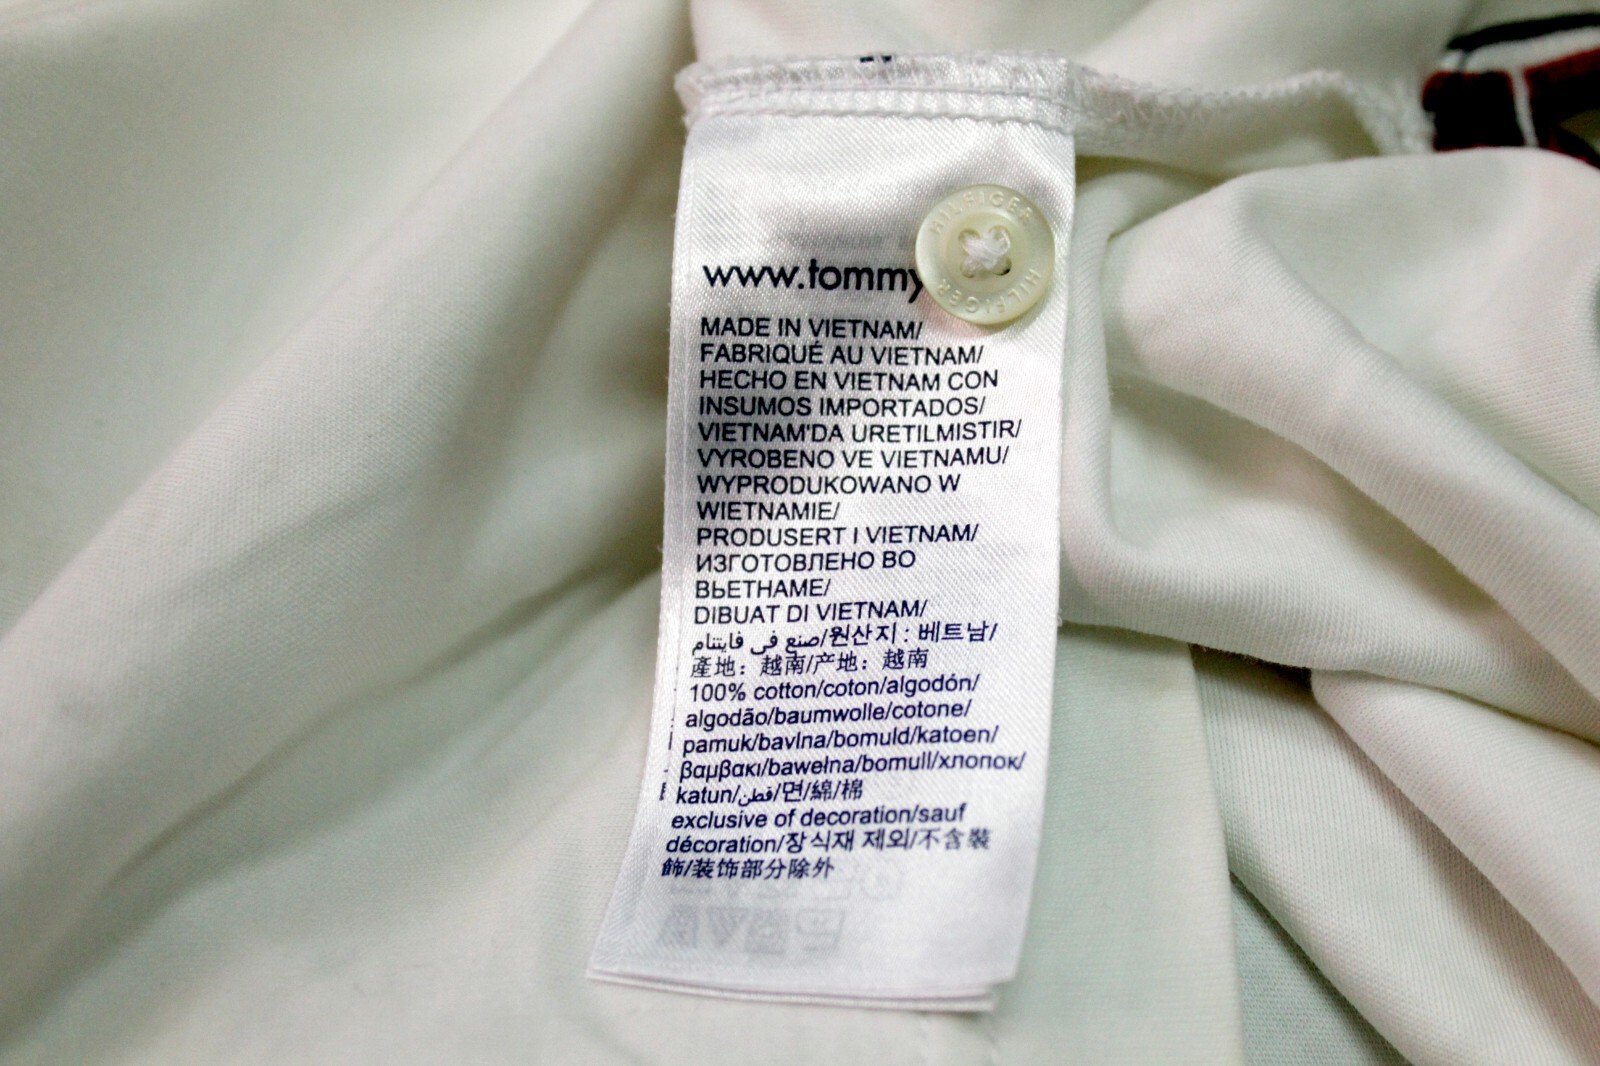 www.tommy
HILFIGER HILFIGER
MADE IN VIETNAM/
FABRIQUÉ AU VIETNAM/
HECHO EN VIETNAM CON
INSUMOS IMPORTADOS/
VIETNAM'DA URETILMISTIR/
VYROBENO VE VIETNAMU/
WYPRODUKOWANO W
WIETNAMIE/
PRODUSERT I VIETNAM/
ИЗГОТОВЛЕНО ВО
ВЬЕТНАМЕ/
DIBUAT DI VIETNAM/
صنع في فايتنام/원산지 : 베트남/
產地：越南/产地：越南
100% cotton/coton/algodón/
algodão/baumwolle/cotone/
pamuk/bavlna/bomuld/katoen/
βαμβακι/bawełna/bomull/хлопок/
katun/قطن/면/綿/棉
exclusive of decoration/sauf
décoration/장식재 제외/不含裝
飾/装饰部分除外